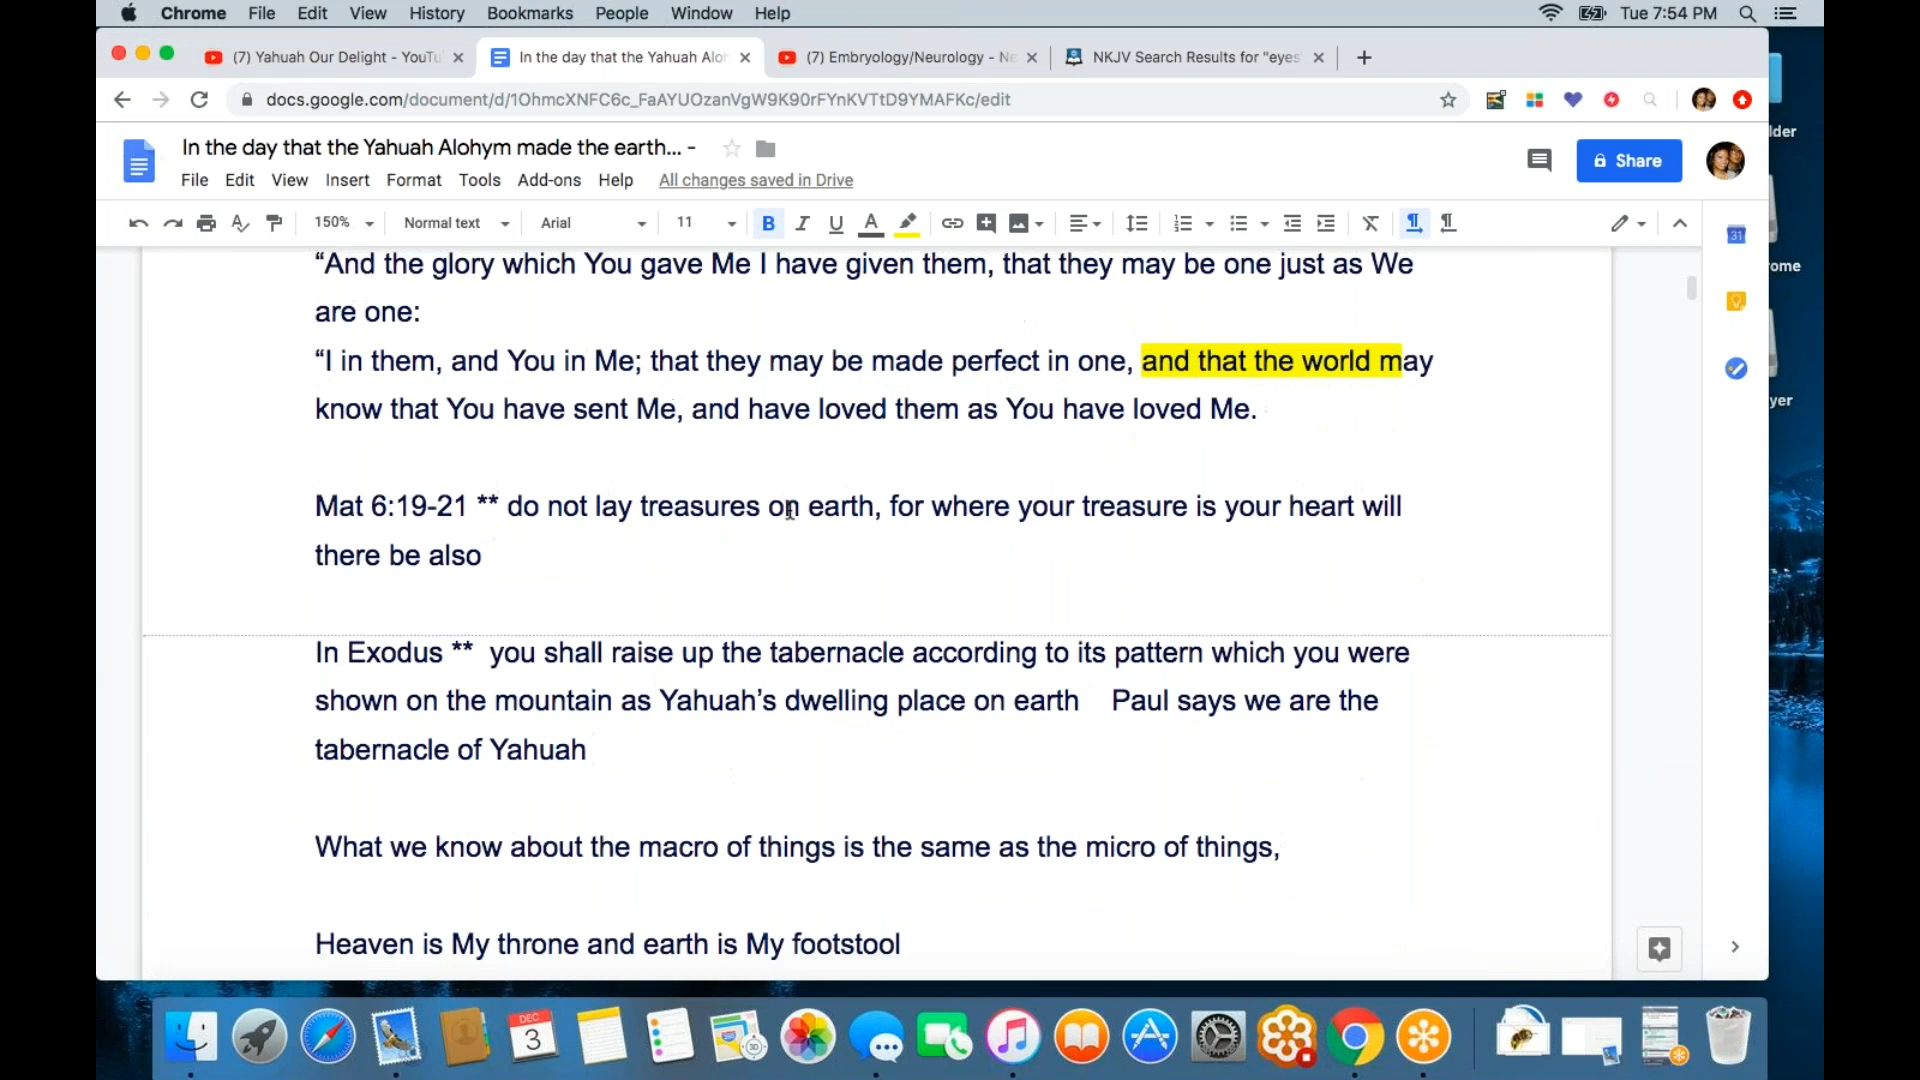 Chrome File Edit View History Bookmarks People Window Help Tue 7:54 PM
(7) Yahuah Our Delight - YouTu
In the day that the Yahuah Aloh
(7) Embryology/Neurology - Ne
NKJV Search Results for "eyes
docs.google.com/document/d/1OhmcXNFC6c_FaAYUOzanVgW9K90rFYnKVTtD9YMAFKc/edit
In the day that the Yahuah Alohym made the earth... -
File Edit View Insert Format Tools Add-ons Help All changes saved in Drive
Share
150% Normal text Arial 11 B I U A
“And the glory which You gave Me I have given them, that they may be one just as We
are one:
“I in them, and You in Me; that they may be made perfect in one, and that the world may
know that You have sent Me, and have loved them as You have loved Me.
Mat 6:19-21 ** do not lay treasures on earth, for where your treasure is your heart will
there be also
In Exodus ** you shall raise up the tabernacle according to its pattern which you were
shown on the mountain as Yahuah’s dwelling place on earth Paul says we are the
tabernacle of Yahuah
What we know about the macro of things is the same as the micro of things,
Heaven is My throne and earth is My footstool
lder
ome
yer
31
DEC
3
3D